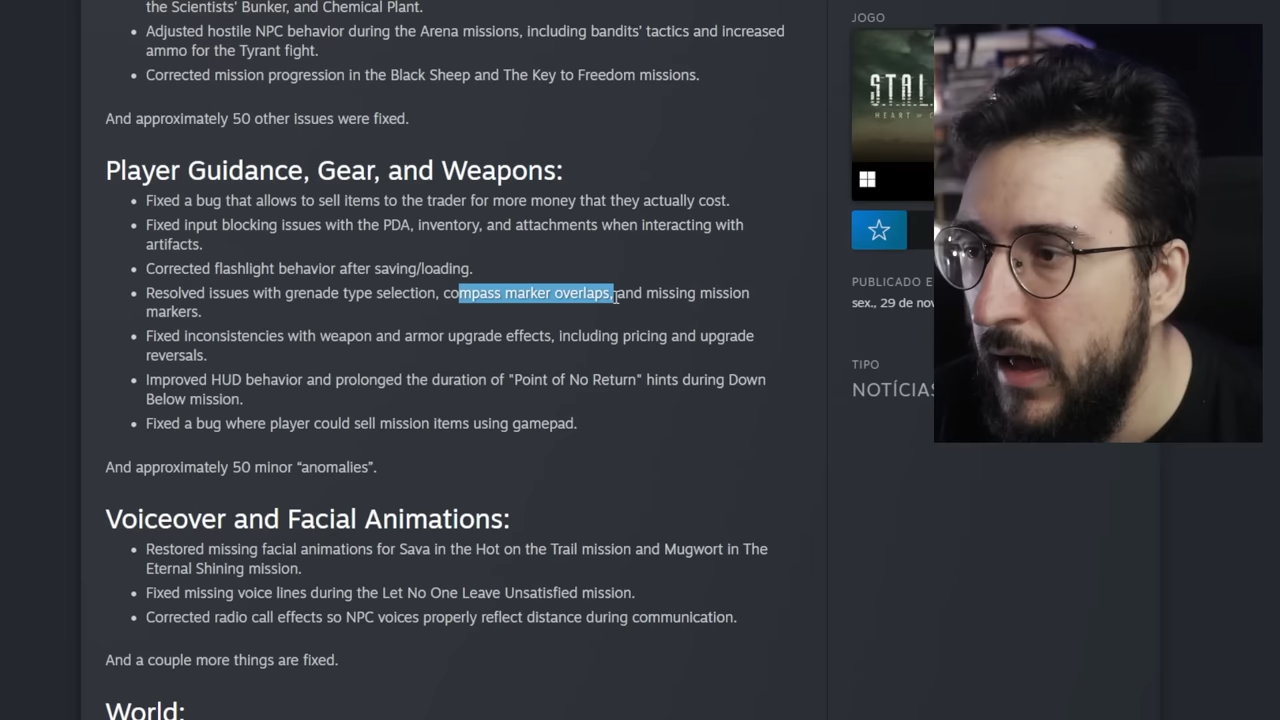 the Scientists' Bunker, and Chemical Plant.
• Adjusted hostile NPC behavior during the Arena missions, including bandits' tactics and increased
ammo for the Tyrant fight.
• Corrected mission progression in the Black Sheep and The Key to Freedom missions.
And approximately 50 other issues were fixed.
Player Guidance, Gear, and Weapons:
• Fixed a bug that allows to sell items to the trader for more money that they actually cost.
• Fixed input blocking issues with the PDA, inventory, and attachments when interacting with
artifacts.
• Corrected flashlight behavior after saving/loading.
• Resolved issues with grenade type selection, compass marker overlaps, and missing mission
markers.
• Fixed inconsistencies with weapon and armor upgrade effects, including pricing and upgrade
reversals.
• Improved HUD behavior and prolonged the duration of "Point of No Return" hints during Down
Below mission.
• Fixed a bug where player could sell mission items using gamepad.
And approximately 50 minor “anomalies”.
Voiceover and Facial Animations:
• Restored missing facial animations for Sava in the Hot on the Trail mission and Mugwort in The
Eternal Shining mission.
• Fixed missing voice lines during the Let No One Leave Unsatisfied mission.
• Corrected radio call effects so NPC voices properly reflect distance during communication.
And a couple more things are fixed.
World:
JOGO
S.T.A.L.
HEART OF
PUBLICADO E
sex., 29 de nov
TIPO
NOTÍCIAS